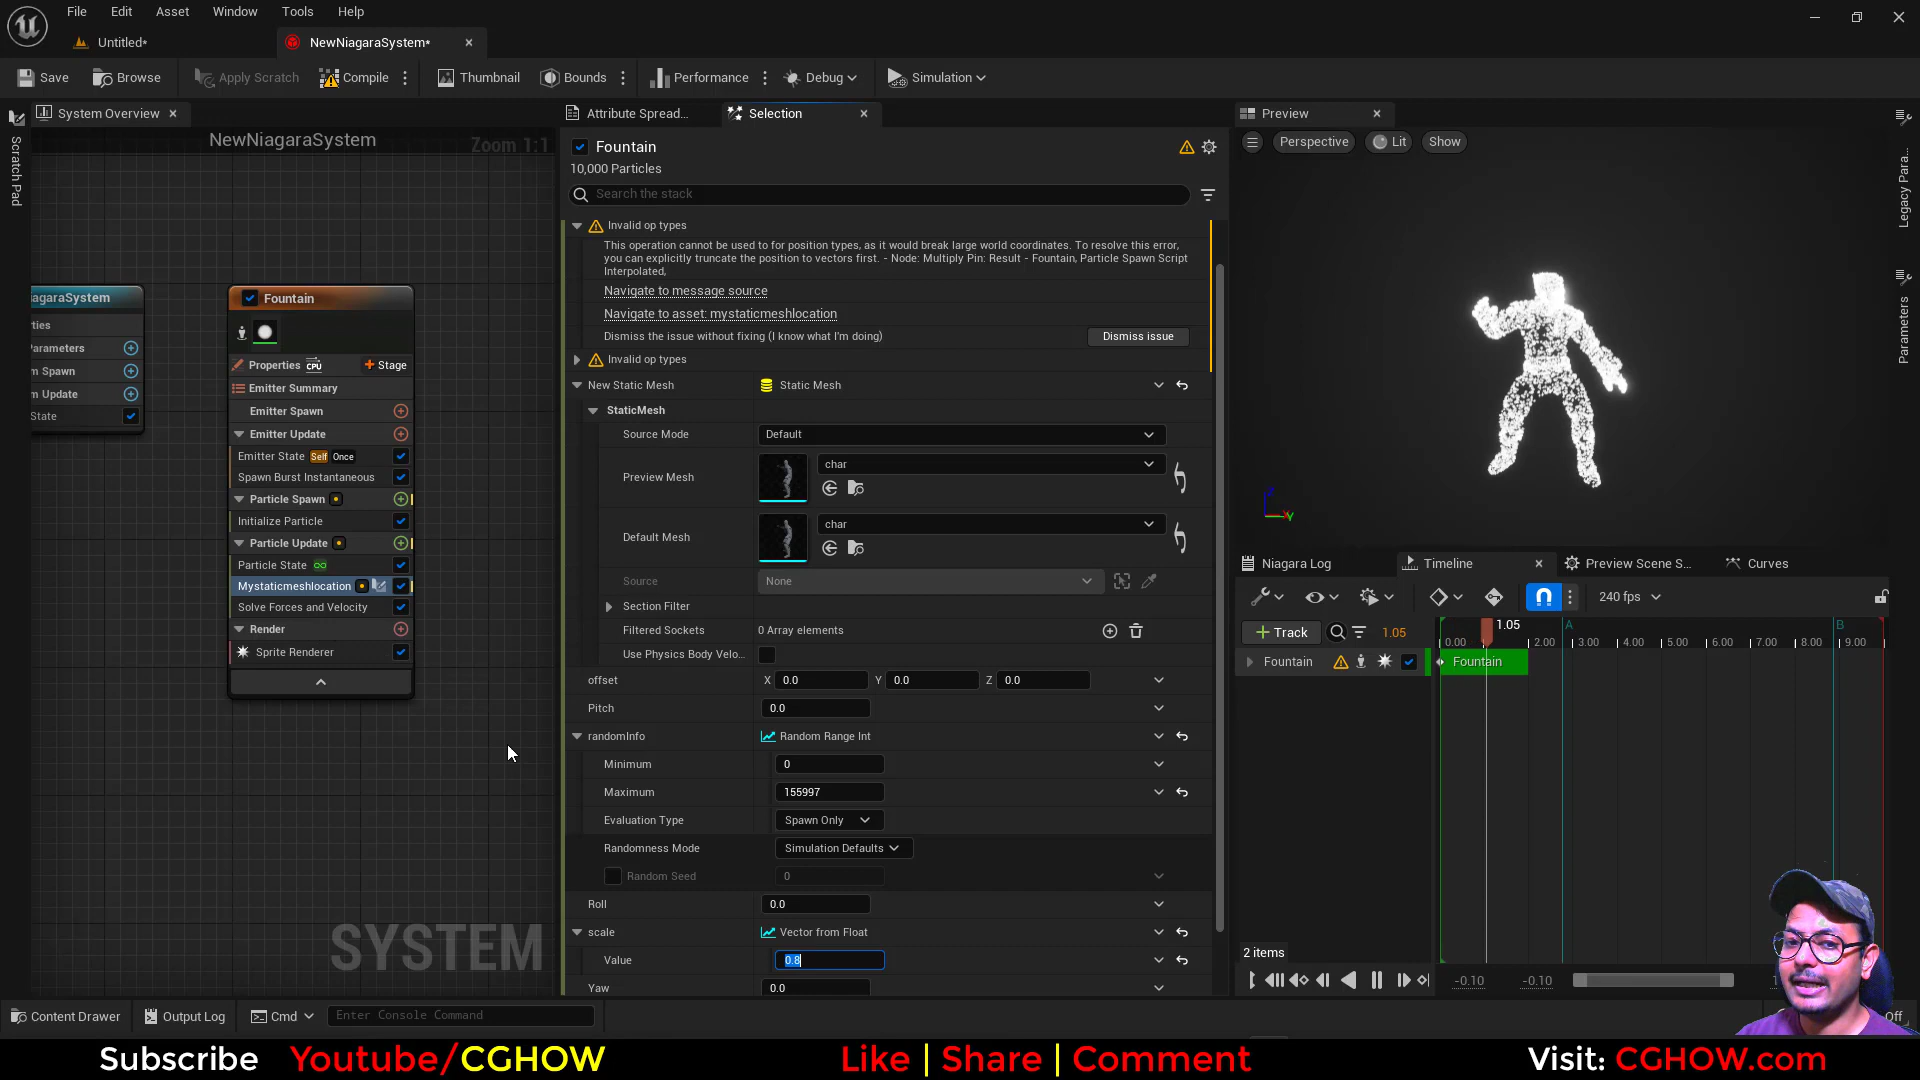 File Edit Asset Window Tools Help
Untitled*
NewNiagaraSystem*
Save Browse Apply Scratch Compile Thumbnail Bounds Performance Debug Simulation
System Overview
Attribute Spread...
Selection
Preview
Scratch Pad
NewNiagaraSystem
Zoom 1:1
Fountain
10,000 Particles
Search the stack
Perspective Lit Show
Legacy Para...
Parameters
Invalid op types
This operation cannot be used to for position types, as it would break large world coordinates. To resolve this error,
you can explicitly truncate the position to vectors first. - Node: Multiply Pin: Result - Fountain, Particle Spawn Script
Interpolated,
Navigate to message source
Navigate to asset: mystaticmeshlocation
Dismiss the issue without fixing (I know what I'm doing)
Dismiss issue
Invalid op types
iagaraSystem
ties
Parameters
m Spawn
m Update
State
Fountain
Properties CPU Stage
Emitter Summary
Emitter Spawn
Emitter Update
Emitter State Self Once
Spawn Burst Instantaneous
Particle Spawn
Initialize Particle
Particle Update
Particle State
Mystaticmeshlocation
Solve Forces and Velocity
Render
Sprite Renderer
SYSTEM
New Static Mesh Static Mesh
StaticMesh
Source Mode Default
Preview Mesh char
Default Mesh char
Source None
Section Filter
Filtered Sockets 0 Array elements
Use Physics Body Velo...
offset X 0.0 Y 0.0 Z 0.0
Pitch 0.0
randomInfo Random Range Int
Minimum 0
Maximum 155997
Evaluation Type Spawn Only
Randomness Mode Simulation Defaults
Random Seed 0
Roll 0.0
scale Vector from Float
Value 0.8
Yaw 0.0
Z
Y
Niagara Log Timeline Preview Scene S... Curves
240 fps
Track 1.05
1.05
A
B
0.00 2.00 3.00 4.00 5.00 6.00 7.00 8.00 9.00
Fountain
Fountain
2 items
-0.10 -0.10
Content Drawer Output Log Cmd Enter Console Command
Off
Subscribe Youtube/CGHOW Like | Share | Comment Visit: CGHOW.com